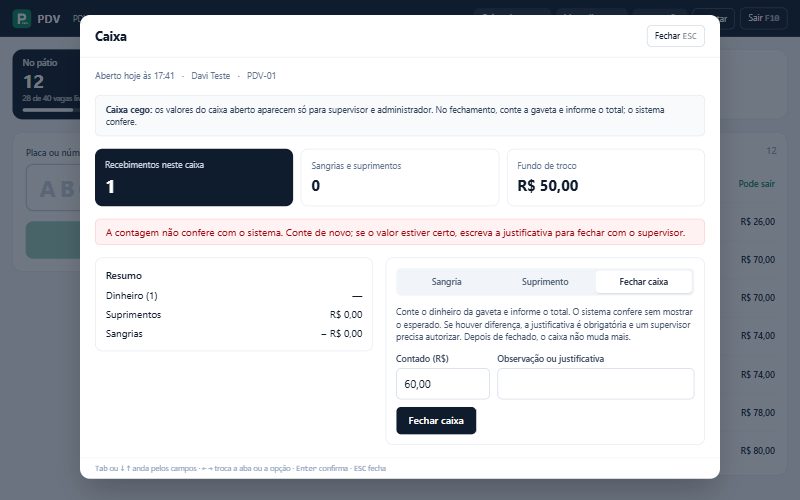 PDV
Sair F10
Caixa
Fechar ESC
No pátio
12
28 de 40 vagas
Aberto hoje às 17:41 · Davi Teste · PDV-01
Caixa cego: os valores do caixa aberto aparecem só para supervisor e administrador. No fechamento, conte a gaveta e informe o total; o sistema
confere.
Placa ou núm
12
Recebimentos neste caixa
1
Sangrias e suprimentos
0
Fundo de troco
R$ 50,00
AB
Pode sair
R$ 26,00
A contagem não confere com o sistema. Conte de novo; se o valor estiver certo, escreva a justificativa para fechar com o supervisor.
R$ 70,00
Resumo
Dinheiro (1) —
Suprimentos R$ 0,00
Sangrias – R$ 0,00
Sangria Suprimento Fechar caixa
R$ 70,00
Conte o dinheiro da gaveta e informe o total. O sistema confere sem mostrar
o esperado. Se houver diferença, a justificativa é obrigatória e um supervisor
precisa autorizar. Depois de fechado, o caixa não muda mais.
R$ 74,00
Contado (R$) Observação ou justificativa
60,00
R$ 74,00
Fechar caixa
R$ 78,00
R$ 80,00
Tab ou ↓ ↑ anda pelos campos · ← → troca a aba ou a opção · Enter confirma · ESC fecha